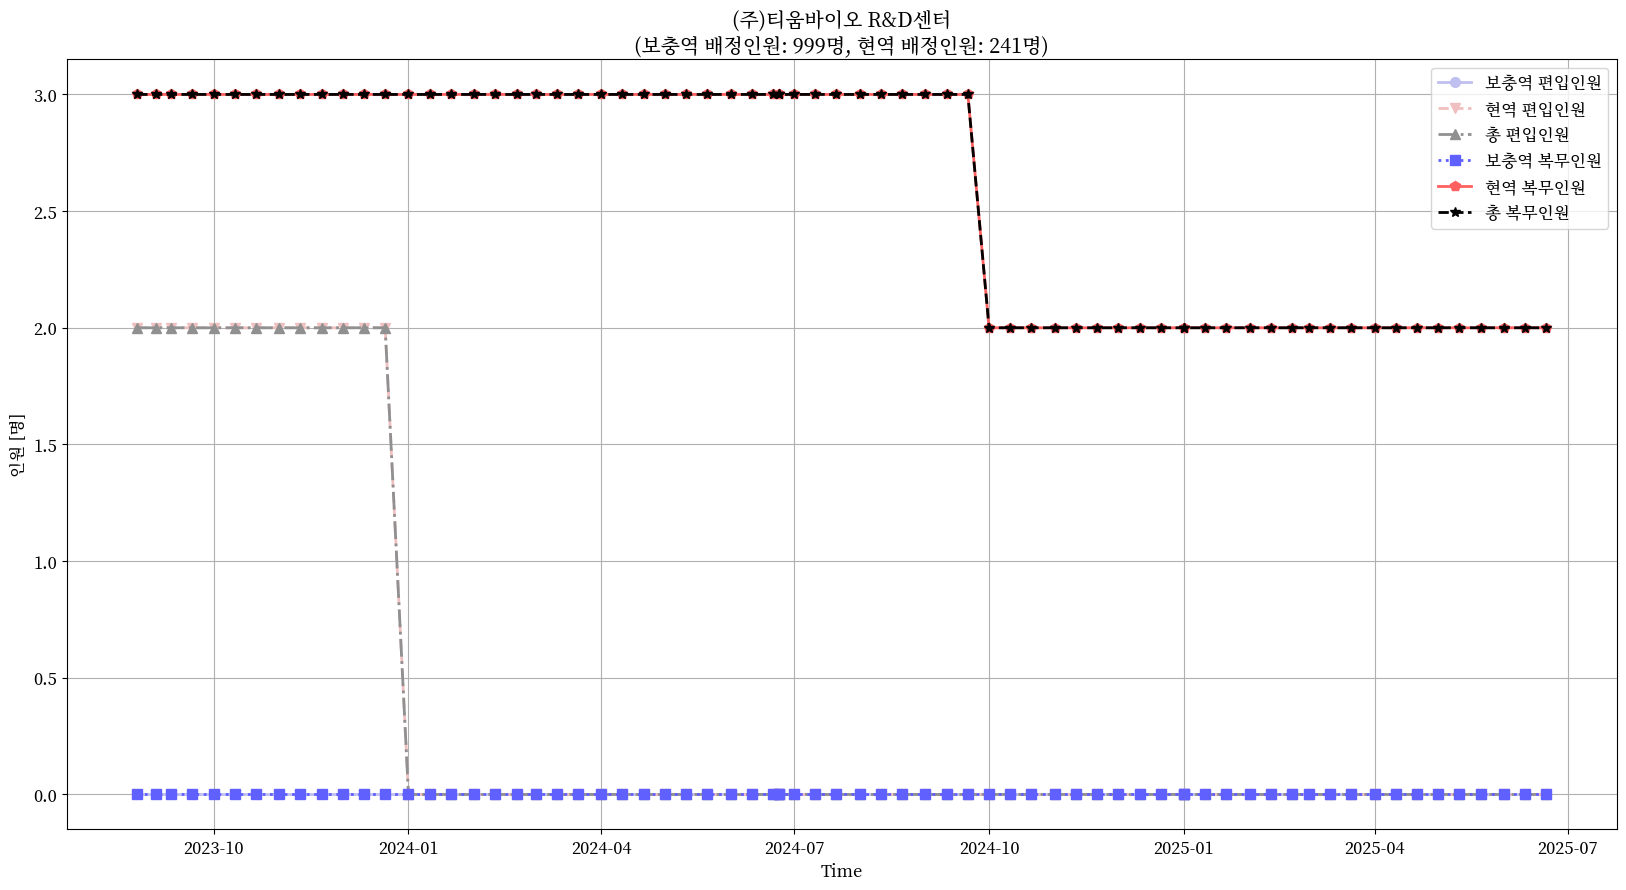 (주)티움바이오 R&D센터
(보충역 배정인원: 999명, 현역 배정인원: 241명)
보충역 편입인원
현역 편입인원
총 편입인원
보충역 복무인원
현역 복무인원
총 복무인원
인원 [명]
3.0
2.5
2.0
1.5
1.0
0.5
0.0
2023-10
2024-01
2024-04
2024-07
2024-10
2025-01
2025-04
2025-07
Time